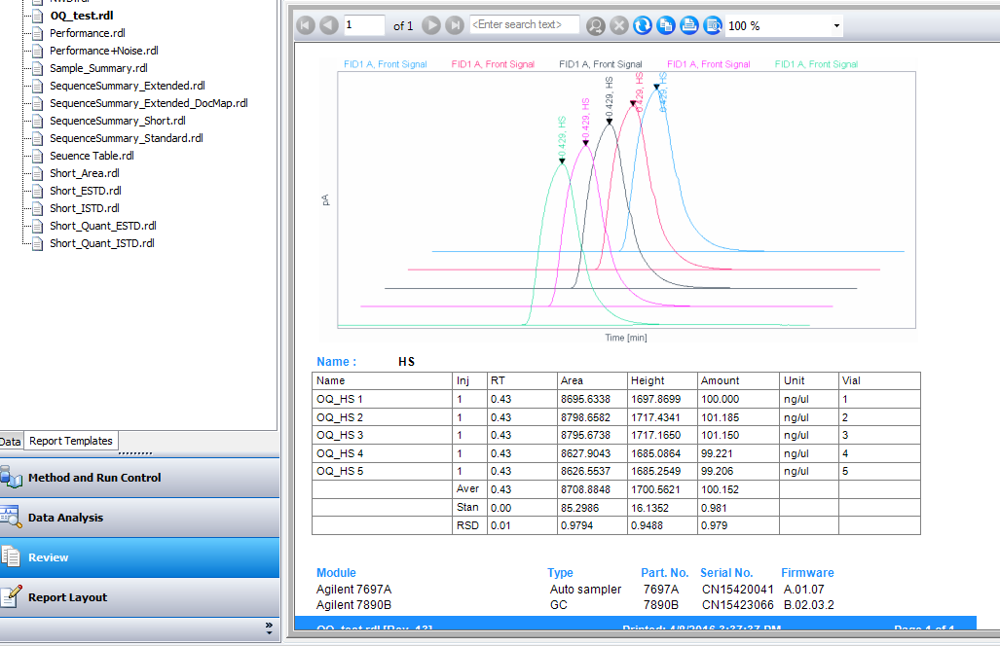 OQ_test.rdl
Performance.rdl
Performance+Noise.rdl
Sample_Summary.rdl
SequenceSummary_Extended.rdl
SequenceSummary_Extended_DocMap.rdl
SequenceSummary_Short.rdl
SequenceSummary_Standard.rdl
Seuence Table.rdl
Short_Area.rdl
Short_ESTD.rdl
Short_ISTD.rdl
Short_Quant_ESTD.rdl
Short_Quant_ISTD.rdl
Data Report Templates
Method and Run Control
Data Analysis
Review
Report Layout
1 of 1 <Enter search text> 100 %
FID1 A, Front Signal FID1 A, Front Signal FID1 A, Front Signal FID1 A, Front Signal FID1 A, Front Signal
0.429, HS
0.429, HS
0.429, HS
0.429, HS
0.429, HS
pA
Time [min]
Name : HS
Name Inj RT Area Height Amount Unit Vial
OQ_HS 1 1 0.43 8695.6338 1697.8699 100.000 ng/ul 1
OQ_HS 2 1 0.43 8798.6582 1717.4341 101.185 ng/ul 2
OQ_HS 3 1 0.43 8795.6738 1717.1650 101.150 ng/ul 3
OQ_HS 4 1 0.43 8627.9043 1685.0864 99.221 ng/ul 4
OQ_HS 5 1 0.43 8626.5537 1685.2549 99.206 ng/ul 5
Aver 0.43 8708.8848 1700.5621 100.152
Stan 0.00 85.2986 16.1352 0.981
RSD 0.01 0.9794 0.9488 0.979
Module Type Part. No. Serial No. Firmware
Agilent 7697A Auto sampler 7697A CN15420041 A.01.07
Agilent 7890B GC 7890B CN15423066 B.02.03.2
OQ_test.rdl [Rev. 13] Printed: 4/8/2016 3:37:37 PM Page 1 of 1